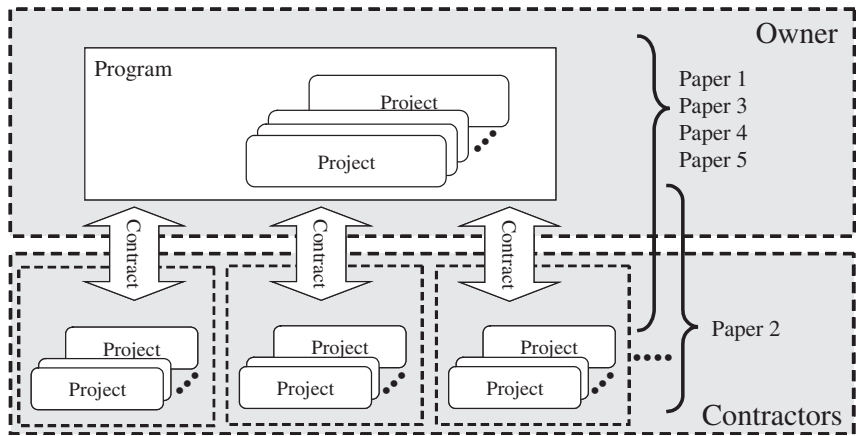 Owner
Program
Project
Project
Paper 1
Paper 3
Paper 4
Paper 5
Contract
Contract
Contract
Project
Project
Project
Project
Project
Project
Paper 2
Contractors